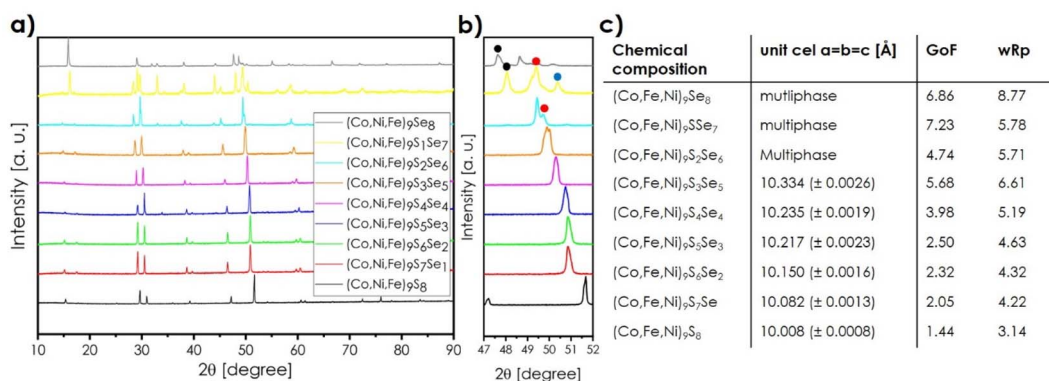 a)
Intensity [a. u.]
(Co,Ni,Fe)9Se8
(Co,Ni,Fe)9S1Se7
(Co,Ni,Fe)9S2Se6
(Co,Ni,Fe)9S3Se5
(Co,Ni,Fe)9S4Se4
(Co,Ni,Fe)9S5Se3
(Co,Ni,Fe)9S6Se2
(Co,Ni,Fe)9S7Se1
(Co,Ni,Fe)9S8
10 20 30 40 50 60 70 80 90
2θ [degree]
b)
Intensity [a. u.]
47 48 49 50 51 52
2θ [degree]
c)
Chemical composition unit cel a=b=c [Å] GoF wRp
(Co,Fe,Ni)₉Se₈ mutliphase 6.86 8.77
(Co,Fe,Ni)₉SSe₇ multiphase 7.23 5.78
(Co,Fe,Ni)₉S₂Se₆ Multiphase 4.74 5.71
(Co,Fe,Ni)₉S₃Se₅ 10.334 (± 0.0026) 5.68 6.61
(Co,Fe,Ni)₉S₄Se₄ 10.235 (± 0.0019) 3.98 5.19
(Co,Fe,Ni)₉S₅Se₃ 10.217 (± 0.0023) 2.50 4.63
(Co,Fe,Ni)₉S₆Se₂ 10.150 (± 0.0016) 2.32 4.32
(Co,Fe,Ni)₉S₇Se 10.082 (± 0.0013) 2.05 4.22
(Co,Fe,Ni)₉S₈ 10.008 (± 0.0008) 1.44 3.14